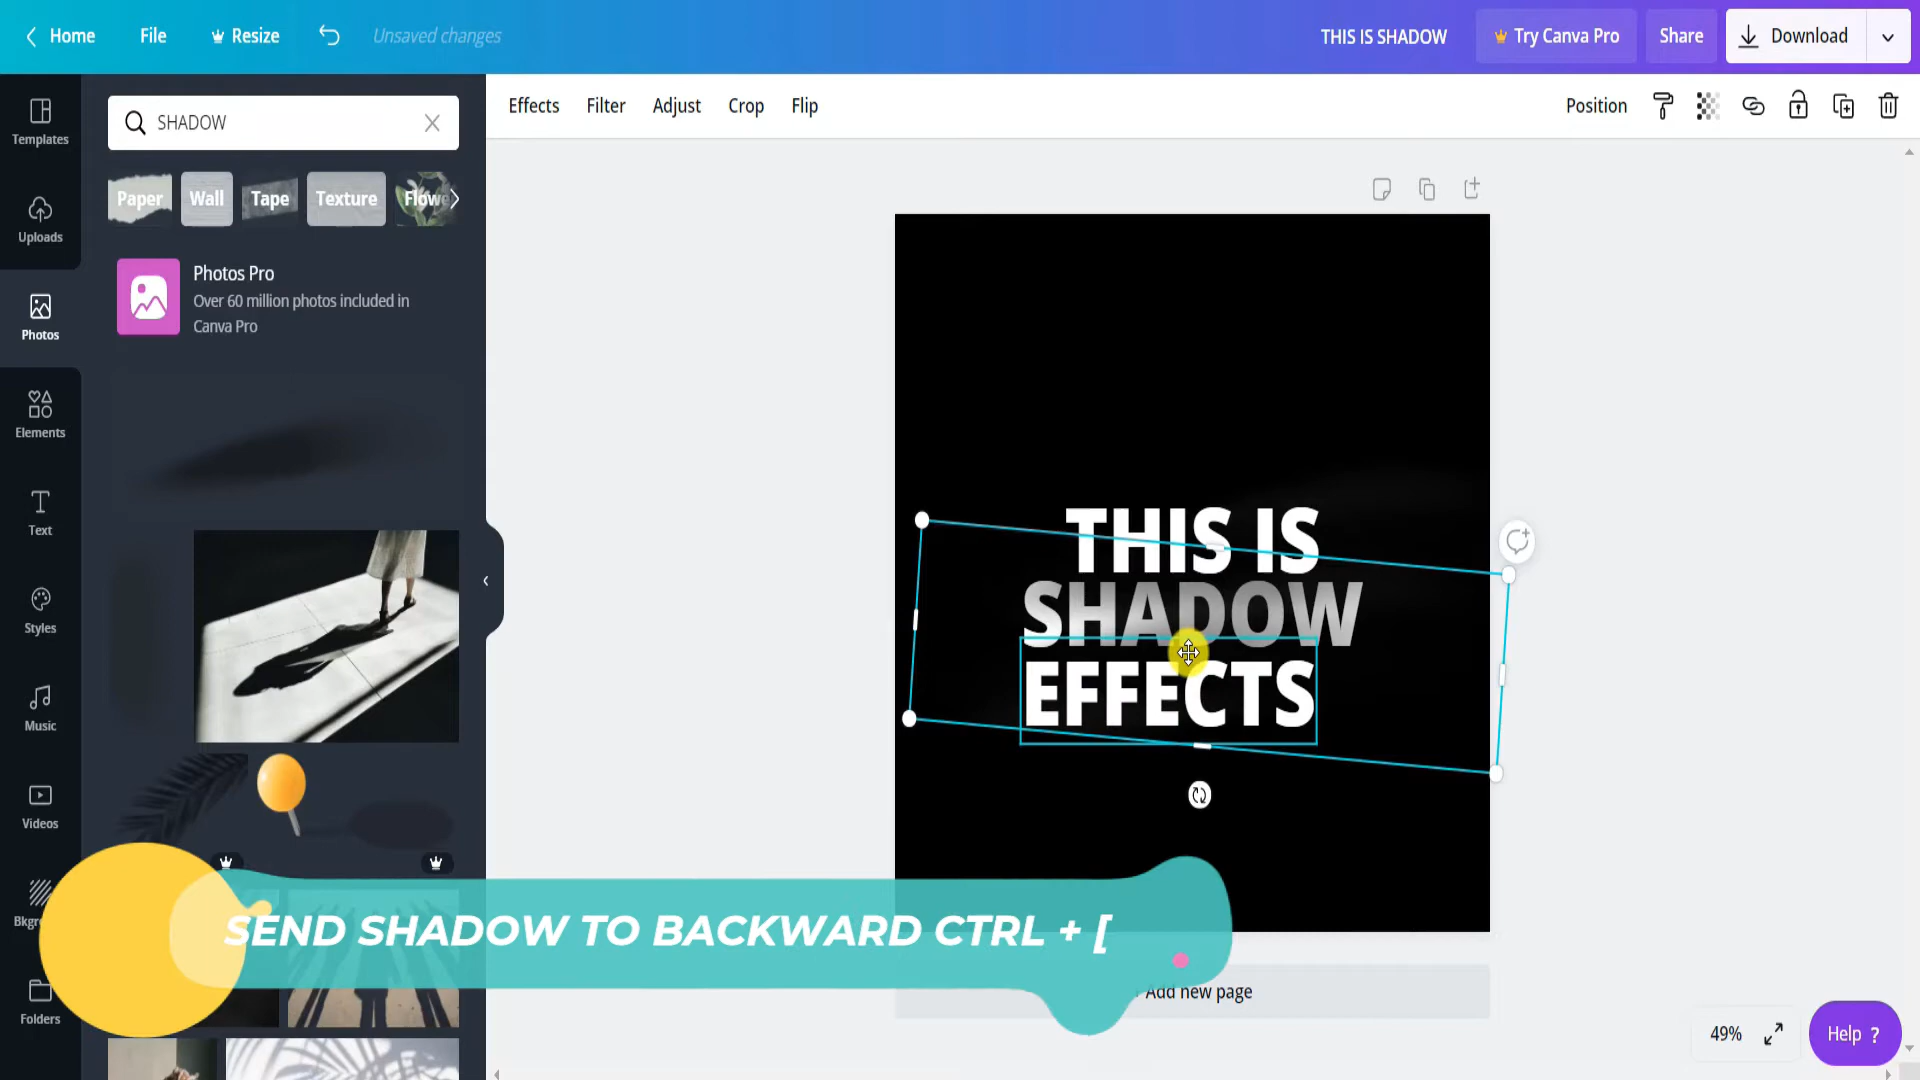 Home
File
Resize
Unsaved changes
THIS IS SHADOW
Try Canva Pro
Share
Download
Templates
Uploads
Photos
Elements
Text
Styles
Music
Videos
Folders
SHADOW
Paper
Wall
Tape
Texture
Photos Pro
Over 60 million photos included in
Canva Pro
Effects
Filter
Adjust
Crop
Flip
Position
THIS IS
SHADOW
EFFECTS
SEND SHADOW TO BACKWARD CTRL + [
Add new page
49%
Help ?